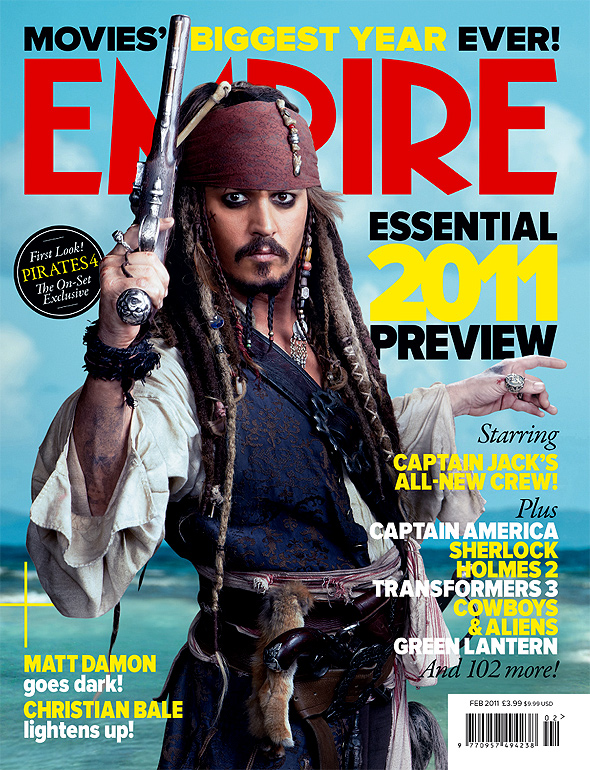 MOVIES' BIGGEST YEAR EVER!
EMPIRE
First Look!
PIRATES 4
The On-Set
Exclusive
ESSENTIAL
2011
PREVIEW
Starring
CAPTAIN JACK'S
ALL-NEW CREW!
Plus
CAPTAIN AMERICA
SHERLOCK
HOLMES 2
TRANSFORMERS 3
COWBOYS
& ALIENS
GREEN LANTERN
And 102 more!
MATT DAMON
goes dark!
CHRISTIAN BALE
lightens up!
FEB 2011 £3.99 $9.99 USD
02>
9 770957 494238